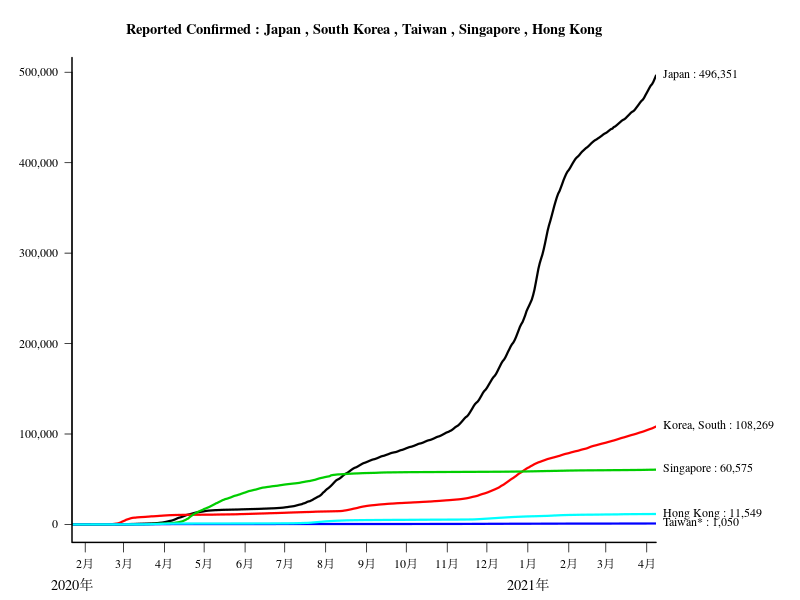 Reported Confirmed : Japan , South Korea , Taiwan , Singapore , Hong Kong
500,000
400,000
300,000
200,000
100,000
0
Japan : 496,351
Korea, South : 108,269
Singapore : 60,575
Hong Kong : 11,549
Taiwan* : 1,050
2月 3月 4月 5月 6月 7月 8月 9月 10月 11月 12月 1月 2月 3月 4月
2020年 2021年